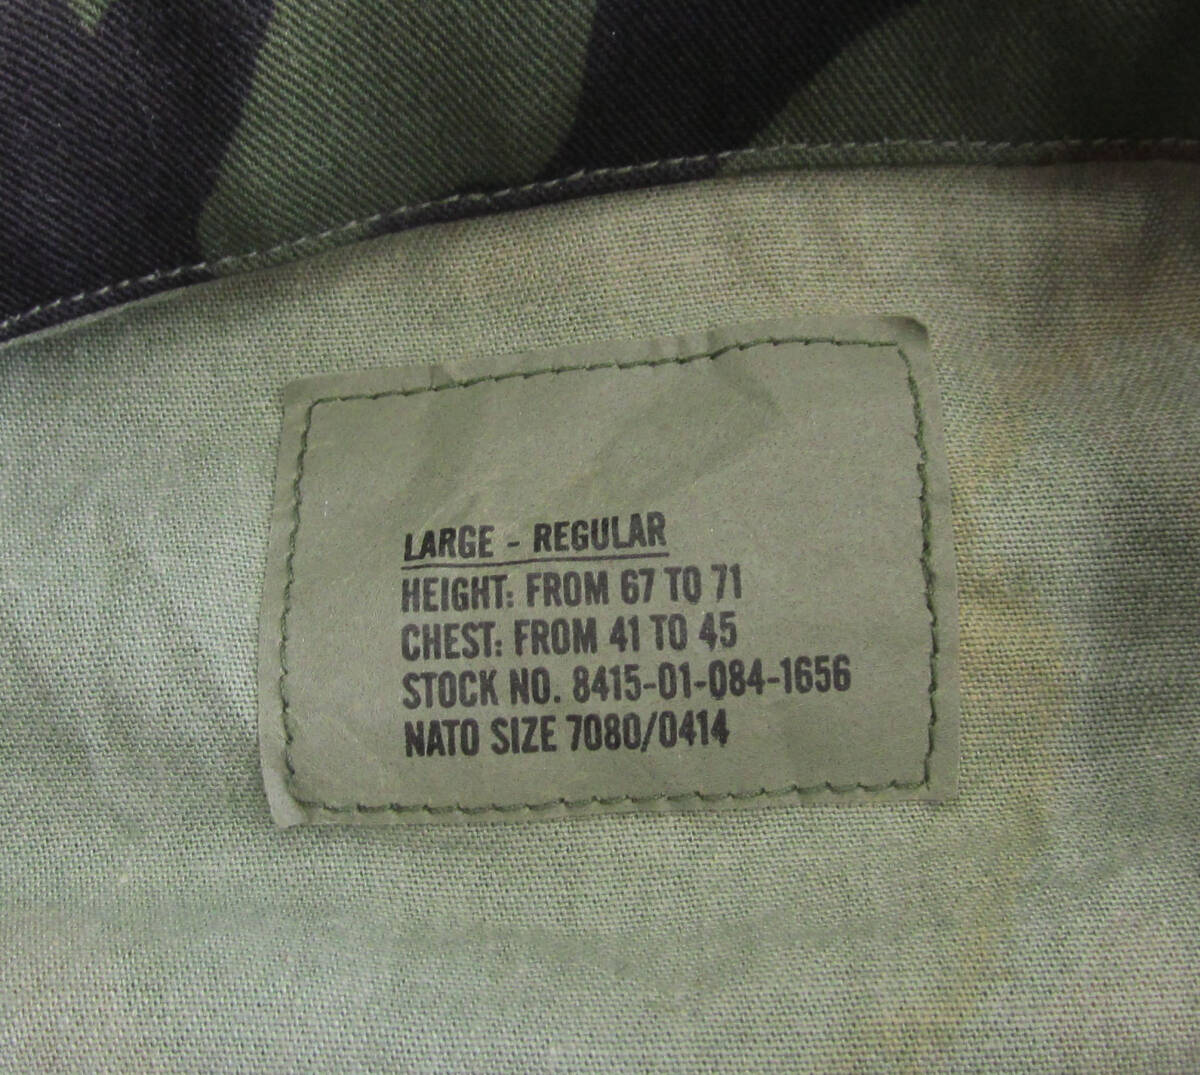 LARGE - REGULAR
HEIGHT: FROM 67 TO 71
CHEST: FROM 41 TO 45
STOCK NO. 8415-01-084-1656
NATO SIZE 7080/0414